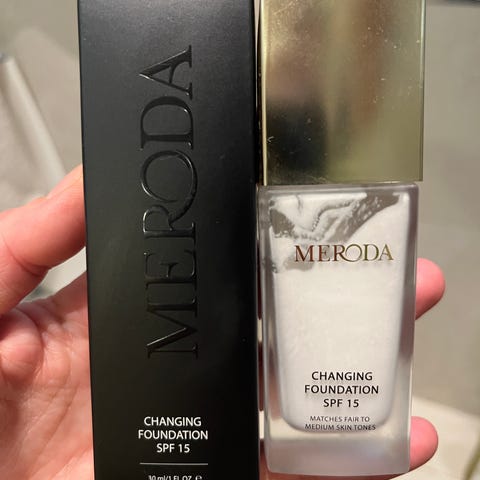 MERODA
CHANGING
FOUNDATION
SPF 15
30 ml/1 FL OZ ℮
MERODA
CHANGING
FOUNDATION
SPF 15
MATCHES FAIR TO
MEDIUM SKIN TONES